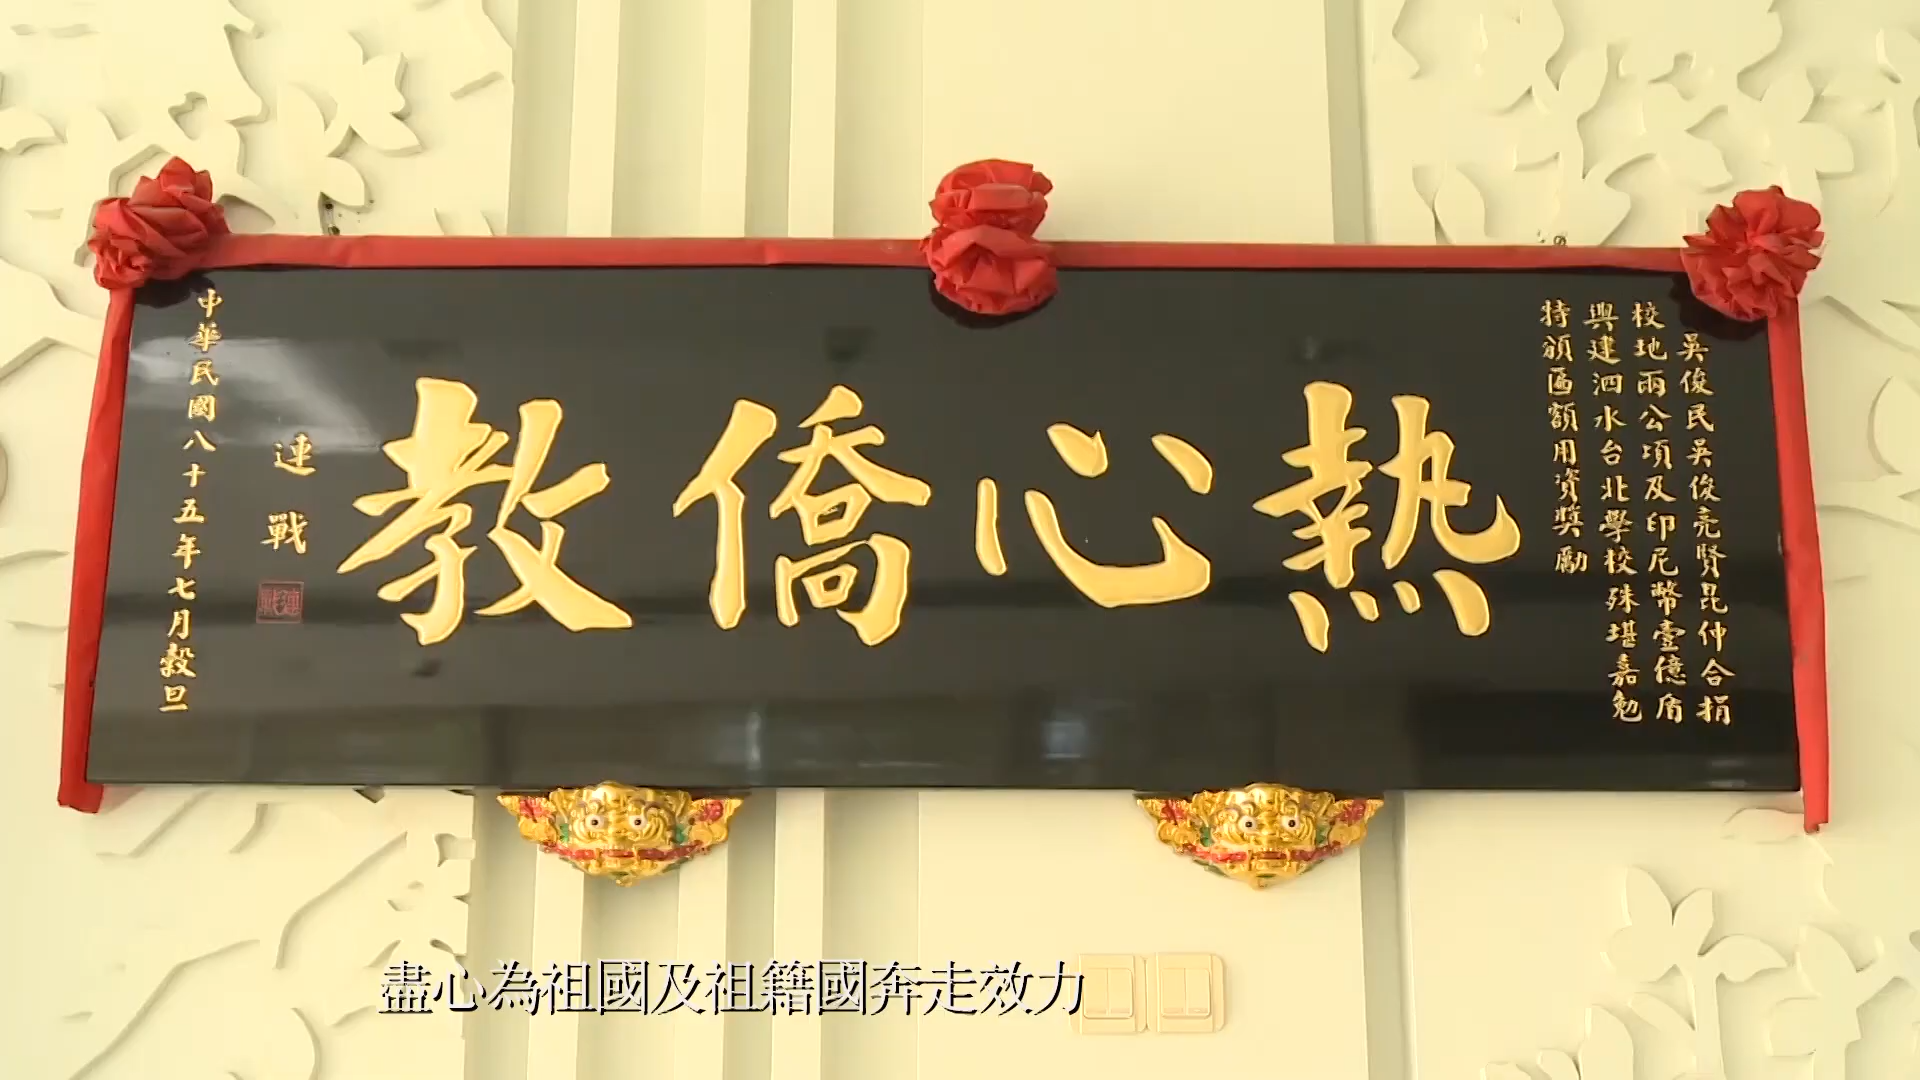 吳俊民吳俊亮賢昆仲合捐
校地兩公項及印尼幣壹億盾
興建泗水台北學校殊堪嘉勉
特頒匾額用資獎勵
熱心僑教
連戰
中華民國八十五年七月穀旦
盡心為祖國及祖籍國奔走效力